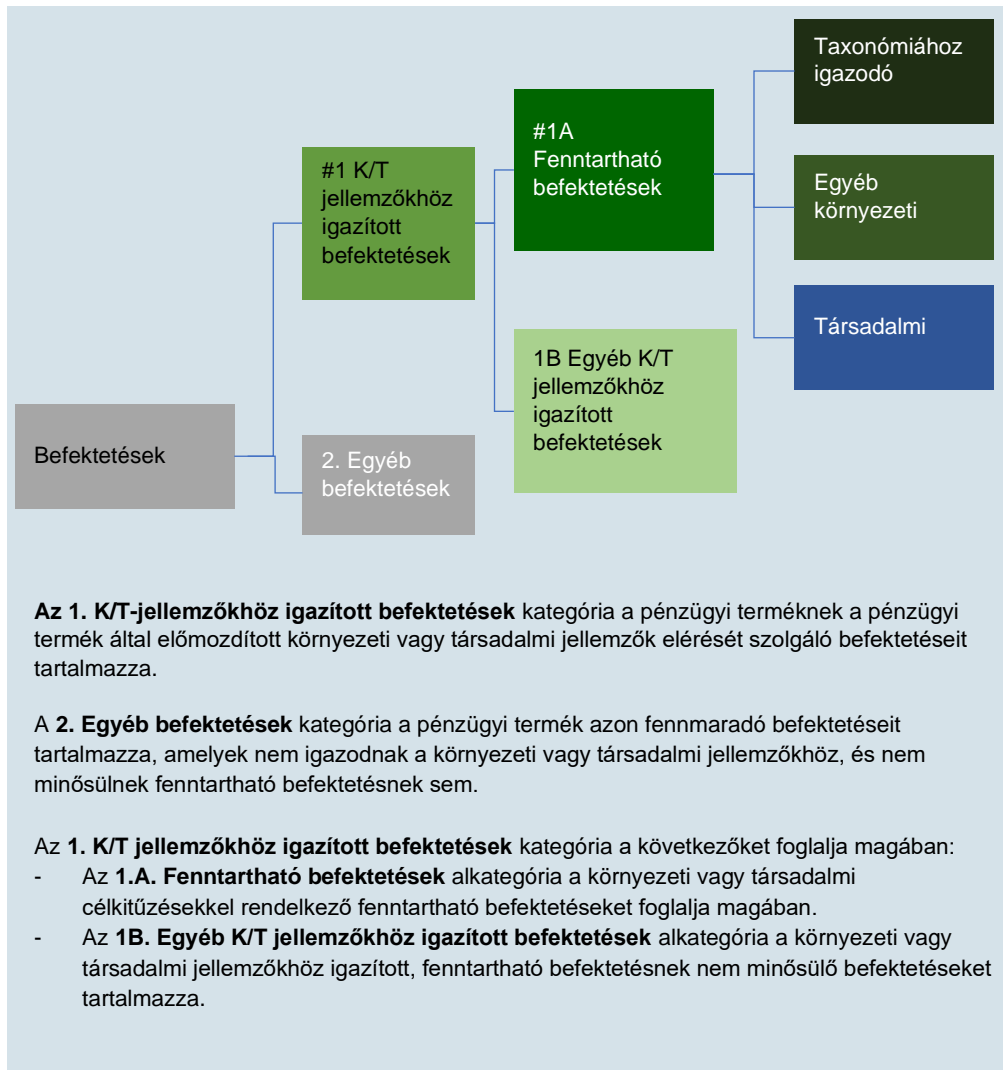 Taxonómiához
igazodó
#1A
Fenntartható
befektetések
#1 K/T
jellemzőkhöz
igazított
befektetések
Egyéb
környezeti
Társadalmi
1B Egyéb K/T
jellemzőkhöz
igazított
befektetések
Befektetések
2. Egyéb
befektetések
Az 1. K/T-jellemzőkhöz igazított befektetések kategória a pénzügyi terméknek a pénzügyi
termék által előmozdított környezeti vagy társadalmi jellemzők elérését szolgáló befektetéseit
tartalmazza.
A 2. Egyéb befektetések kategória a pénzügyi termék azon fennmaradó befektetéseit
tartalmazza, amelyek nem igazodnak a környezeti vagy társadalmi jellemzőkhöz, és nem
minősülnek fenntartható befektetésnek sem.
Az 1. K/T jellemzőkhöz igazított befektetések kategória a következőket foglalja magában:
- Az 1.A. Fenntartható befektetések alkategória a környezeti vagy társadalmi
célkitűzésekkel rendelkező fenntartható befektetéseket foglalja magában.
- Az 1B. Egyéb K/T jellemzőkhöz igazított befektetések alkategória a környezeti vagy
társadalmi jellemzőkhöz igazított, fenntartható befektetésnek nem minősülő befektetéseket
tartalmazza.